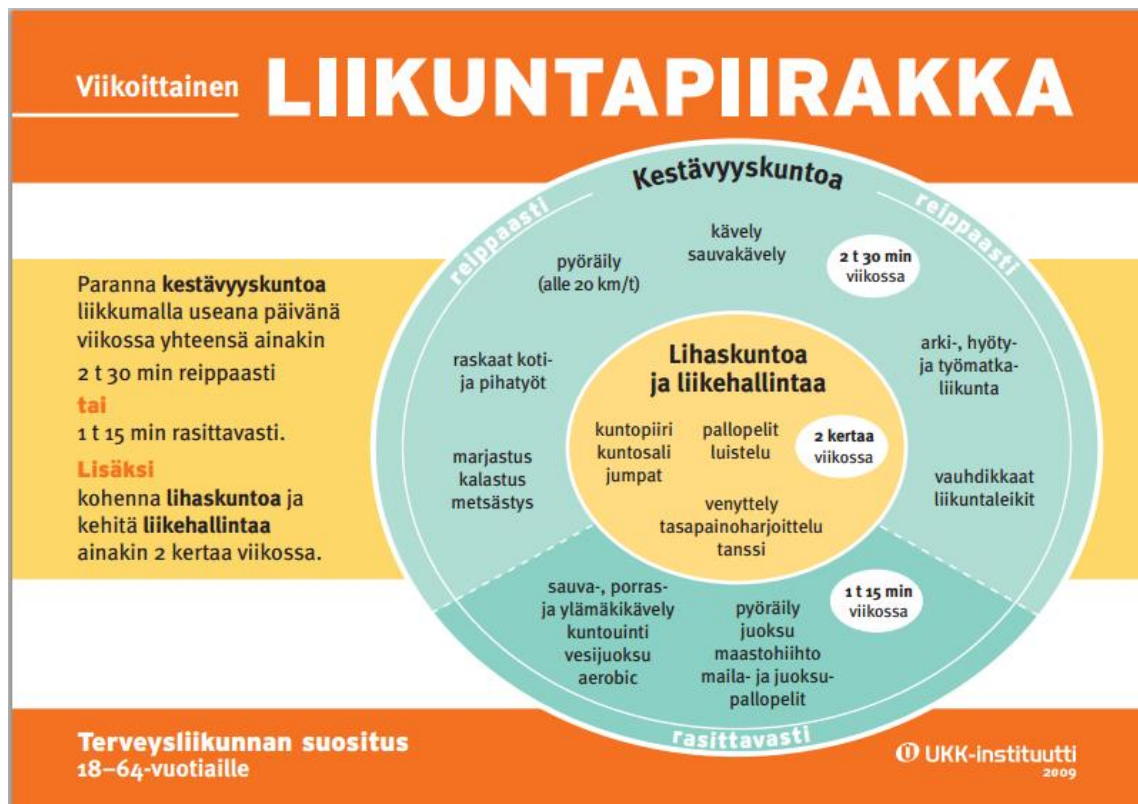 Viikoittainen LIIKUNTAPIIRAKKA
Paranna kestävyyskuntoa
liikkumalla useana päivänä
viikossa yhteensä ainakin
2 t 30 min reippaasti
tai
1 t 15 min rasittavasti.
Lisäksi
kohenna lihaskuntoa ja
kehitä liikehallintaa
ainakin 2 kertaa viikossa.
Kestävyyskuntoa
reippaasti
reippaasti
kävely
sauvakävely
2 t 30 min
viikossa
pyöräily
(alle 20 km/t)
raskaat koti-
ja pihatyöt
arki-, hyöty-
ja työmatka-
liikunta
marjastus
kalastus
metsästys
vauhdikkaat
liikuntaleikit
Lihaskuntoa
ja liikehallintaa
kuntopiiri
kuntosali
jumpat
pallopelit
luistelu
2 kertaa
viikossa
venyttely
tasapainoharjoittelu
tanssi
sauva-, porras-
ja ylämäkikävely
kuntouinti
vesijuoksu
aerobic
pyöräily
juoksu
maastohiihto
maila- ja juoksu-
pallopelit
1 t 15 min
viikossa
rasittavasti
Terveysliikunnan suositus
18–64-vuotiaille
UKK-instituutti
2009